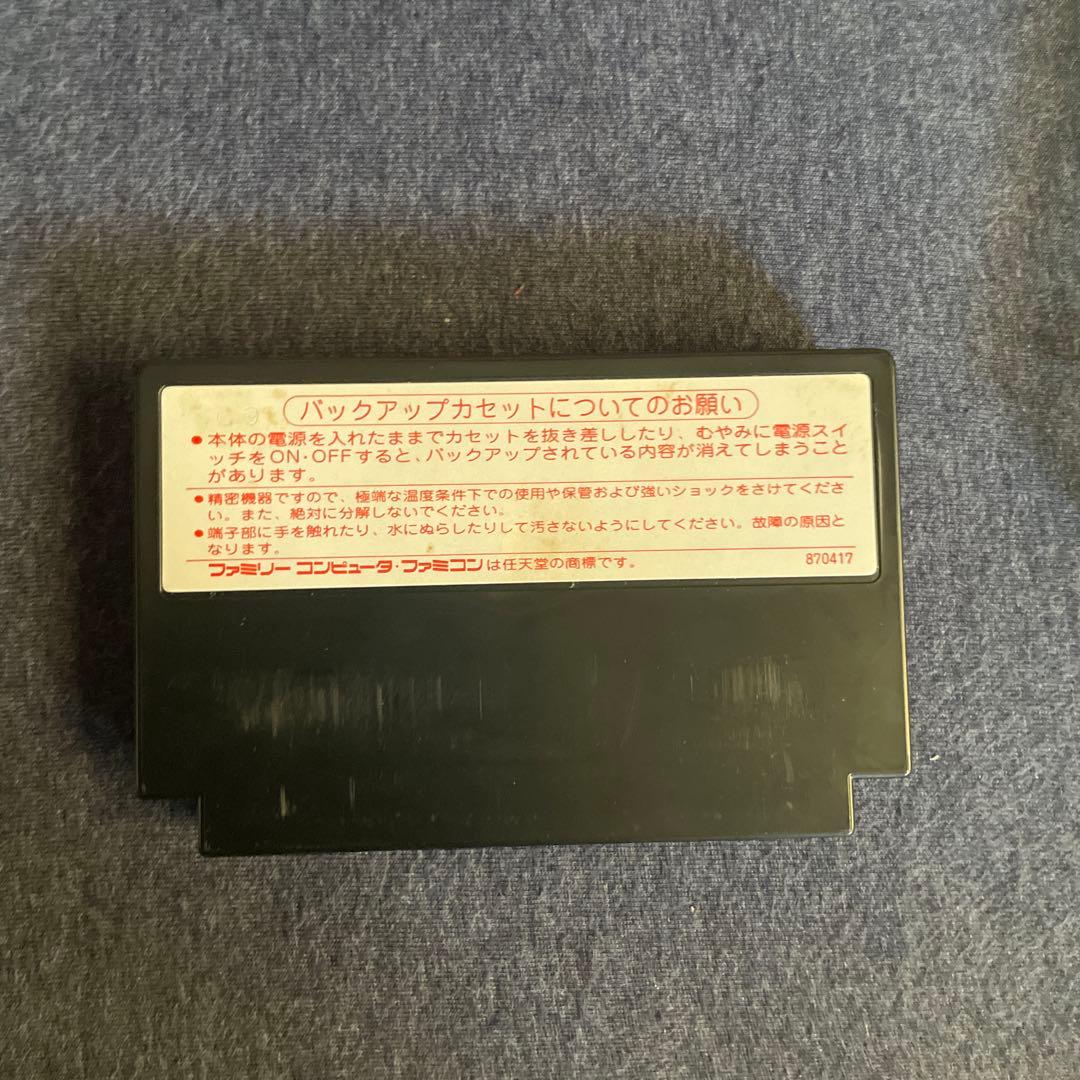 バックアップカセットについてのお願い
●本体の電源を入れたままでカセットを抜き差ししたり、むやみに電源スイ
ッチをON・OFFすると、バックアップされている内容が消えてしまうこと
があります。
●精密機器ですので、極端な温度条件下での使用や保管および強いショックをさけてくださ
い。また、絶対に分解しないでください。
●端子部に手を触れたり、水にぬらしたりして汚さないようにしてください。故障の原因と
なります。
ファミリー コンピュータ・ファミコンは任天堂の商標です。 870417